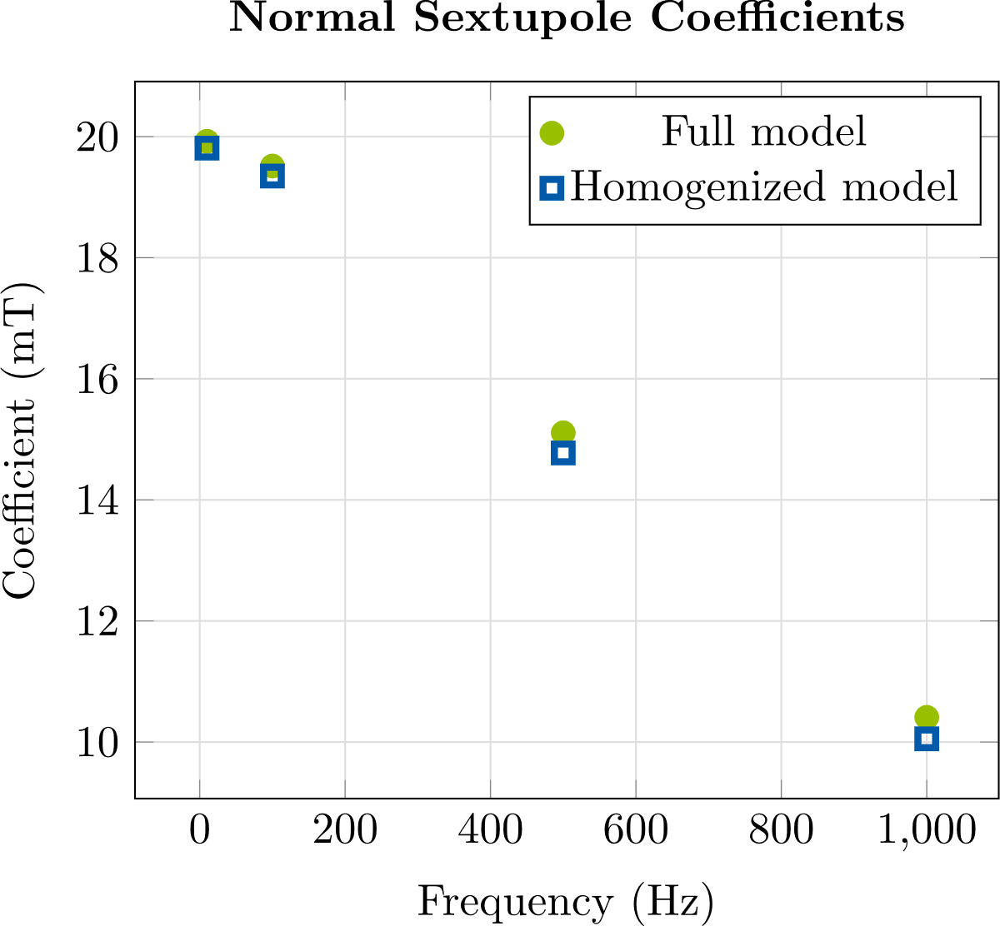 Normal Sextupole Coefficients
Full model
Homogenized model
20
18
16
14
12
10
Coefficient (mT)
0 200 400 600 800 1,000
Frequency (Hz)